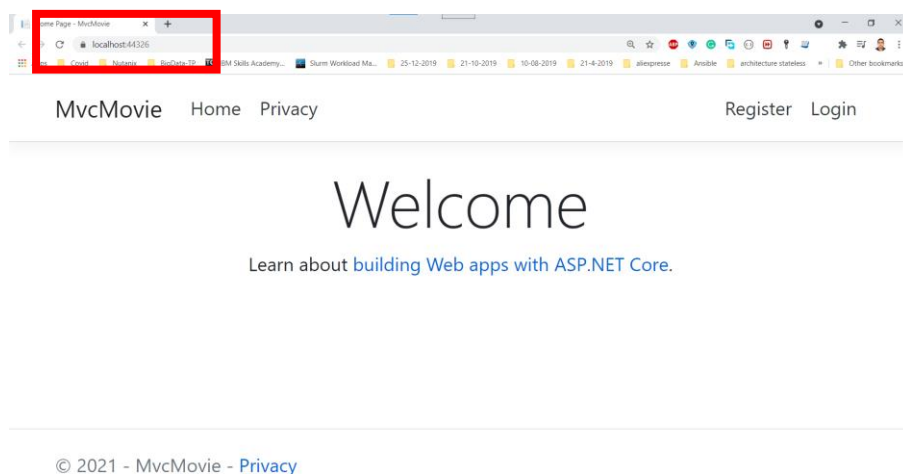 ome Page - MvcMovie
localhost:44326
Covid Nutanix BigData-TP BM Skills Academy... Slurm Workload Ma... 25-12-2019 21-10-2019 10-08-2019 21-4-2019 aliexpresse Ansible architecture stateless » Other bookmarks
MvcMovie Home Privacy Register Login
Welcome
Learn about building Web apps with ASP.NET Core.
© 2021 - MvcMovie - Privacy